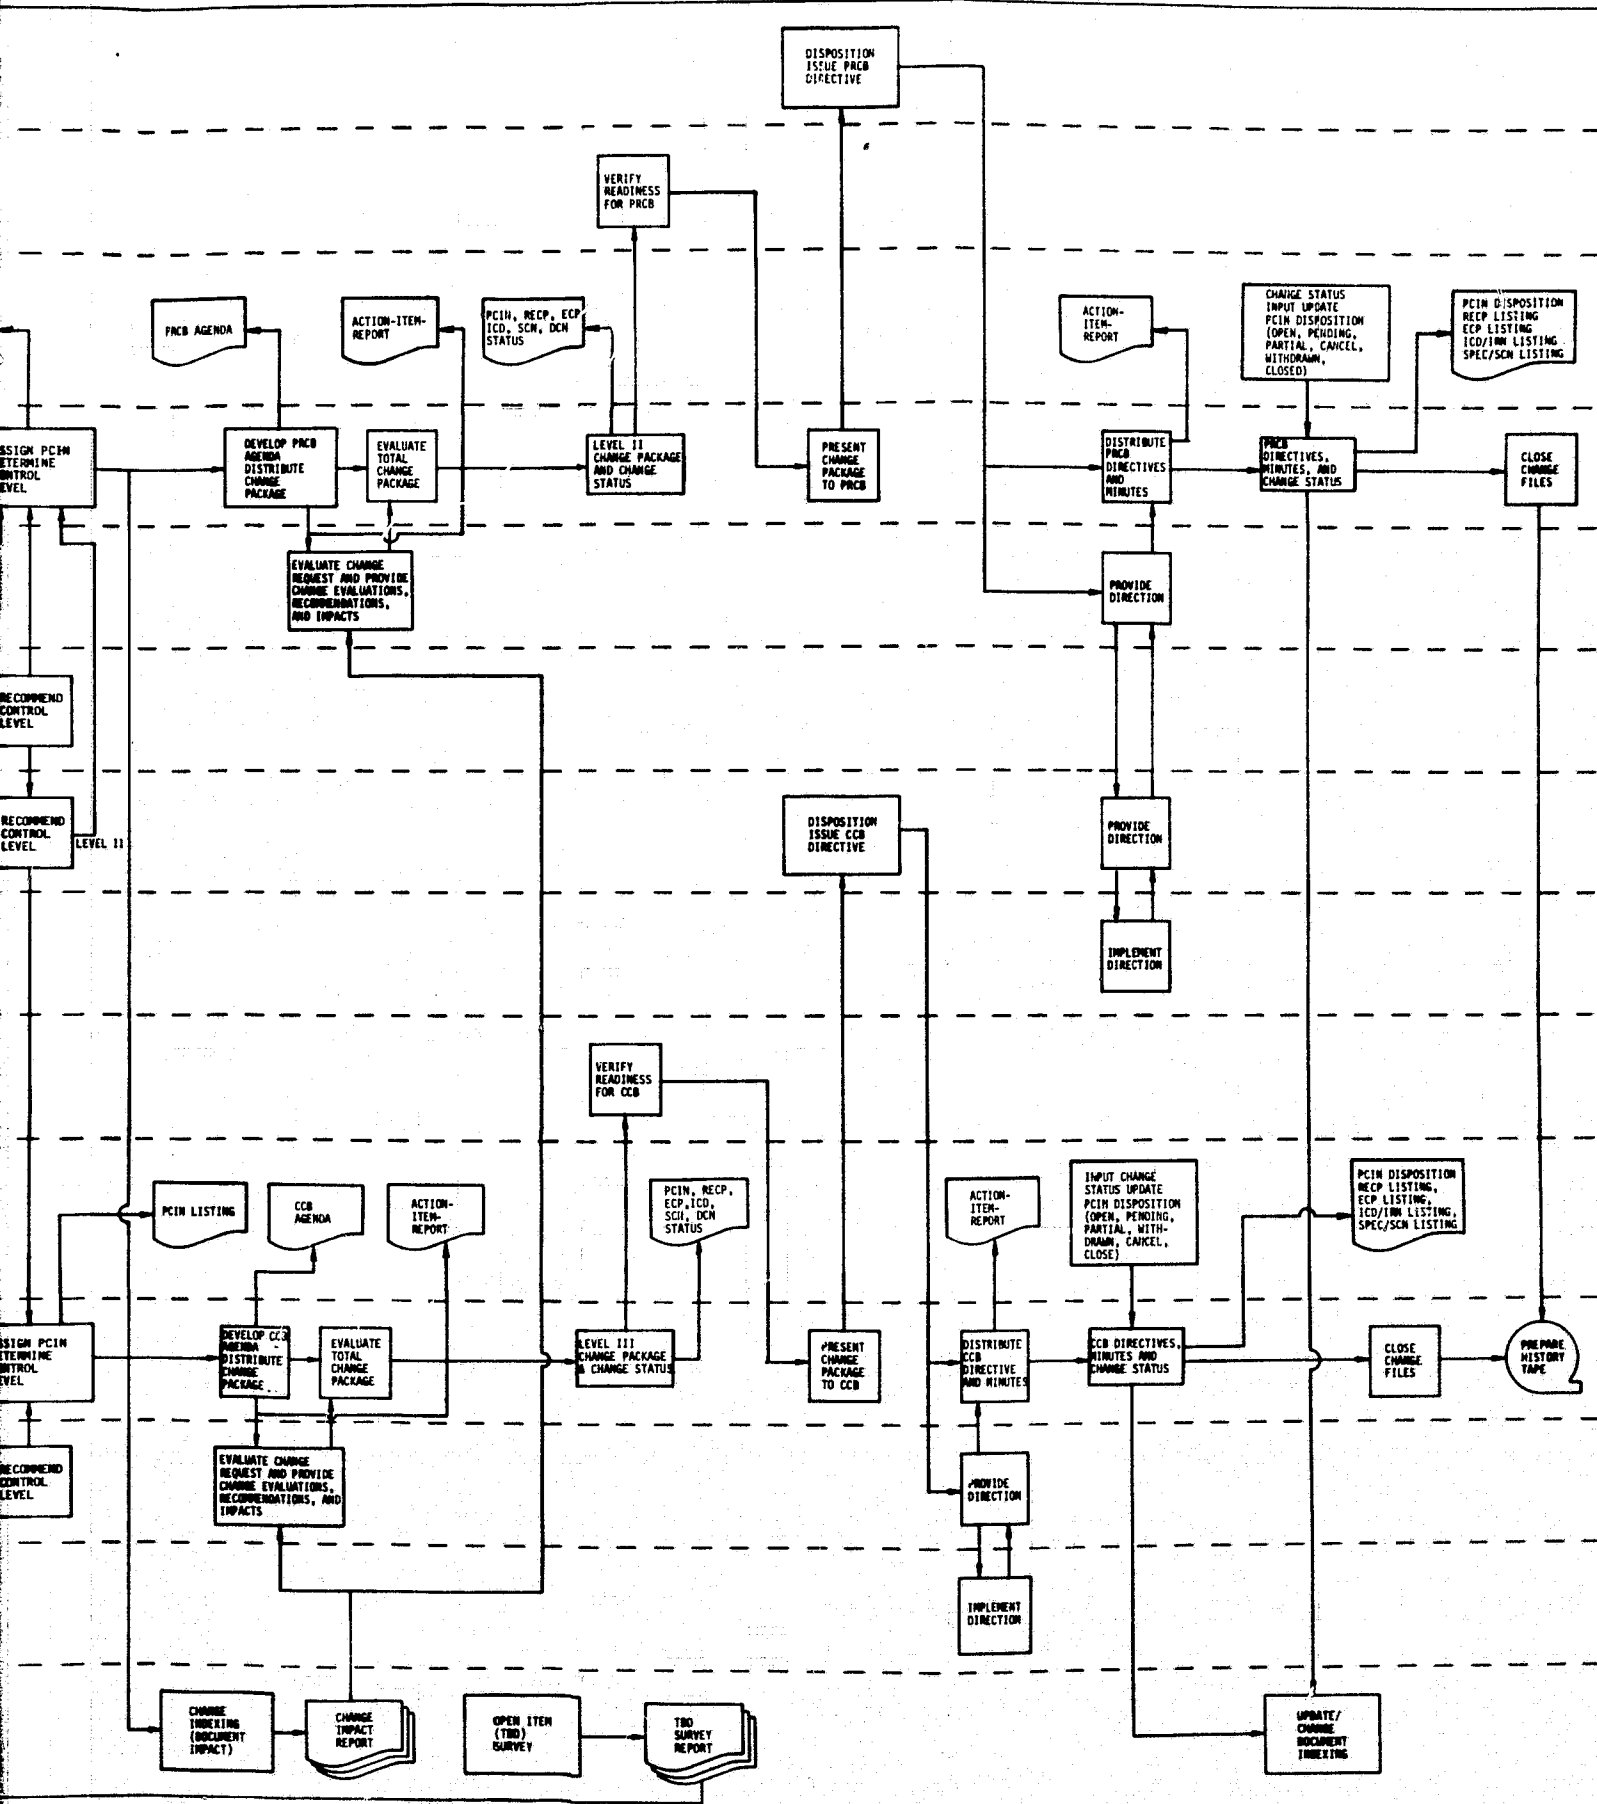 DISPOSITION
ISSUE PRCB
DIRECTIVE
VERIFY
READINESS
FOR PRCB
PRCB AGENDA
ACTION-ITEM-
REPORT
PCIN, RECP, ECP
ICD, SCN, DCN
STATUS
ACTION-
ITEM-
REPORT
CHANGE STATUS
INPUT UPDATE
PCIN DISPOSITION
(OPEN, PENDING,
PARTIAL, CANCEL,
WITHDRAWN,
CLOSED)
PCIN DISPOSITION
RECP LISTING
ECP LISTING
ICD/IRN LISTING
SPEC/SCN LISTING
SSIGN PCIN
ETERMINE
ONTROL
EVEL
DEVELOP PRCB
AGENDA
DISTRIBUTE
CHANGE
PACKAGE
EVALUATE
TOTAL
CHANGE
PACKAGE
LEVEL II
CHANGE PACKAGE
AND CHANGE
STATUS
PRESENT
CHANGE
PACKAGE
TO PRCB
DISTRIBUTE
PRCB
DIRECTIVES
AND
MINUTES
PRCB
DIRECTIVES,
MINUTES, AND
CHANGE STATUS
CLOSE
CHANGE
FILES
EVALUATE CHANGE
REQUEST AND PROVIDE
CHANGE EVALUATIONS,
RECOMMENDATIONS,
AND IMPACTS
PROVIDE
DIRECTION
RECOMMEND
CONTROL
LEVEL
RECOMMEND
CONTROL
LEVEL
LEVEL II
DISPOSITION
ISSUE CCB
DIRECTIVE
PROVIDE
DIRECTION
IMPLEMENT
DIRECTION
VERIFY
READINESS
FOR CCB
PCIN LISTING
CCB
AGENDA
ACTION-
ITEM-
REPORT
PCIN, RECP,
ECP,ICD,
SCN, DCN
STATUS
ACTION-
ITEM-
REPORT
INPUT CHANGE
STATUS UPDATE
PCIN DISPOSITION
(OPEN, PENDING,
PARTIAL, WITH-
DRAWN, CANCEL,
CLOSE)
PCIN DISPOSITION
RECP LISTING,
ECP LISTING,
ICD/IRN LISTING,
SPEC/SCN LISTING
SSIGN PCIN
ETERMINE
ONTROL
EVEL
DEVELOP CCB
AGENDA -
DISTRIBUTE
CHANGE
PACKAGE
EVALUATE
TOTAL
CHANGE
PACKAGE
LEVEL III
CHANGE PACKAGE
& CHANGE STATUS
PRESENT
CHANGE
PACKAGE
TO CCB
DISTRIBUTE
CCB
DIRECTIVE
AND MINUTES
CCB DIRECTIVES,
MINUTES AND
CHANGE STATUS
CLOSE
CHANGE
FILES
PREPARE
HISTORY
TAPE
RECOMMEND
CONTROL
LEVEL
EVALUATE CHANGE
REQUEST AND PROVIDE
CHANGE EVALUATIONS,
RECOMMENDATIONS, AND
IMPACTS
PROVIDE
DIRECTION
IMPLEMENT
DIRECTION
CHANGE
INDEXING
(DOCUMENT
IMPACT)
CHANGE
IMPACT
REPORT
OPEN ITEM
(TBD)
SURVEY
TBD
SURVEY
REPORT
UPDATE/
CHANGE
DOCUMENT
INDEXING